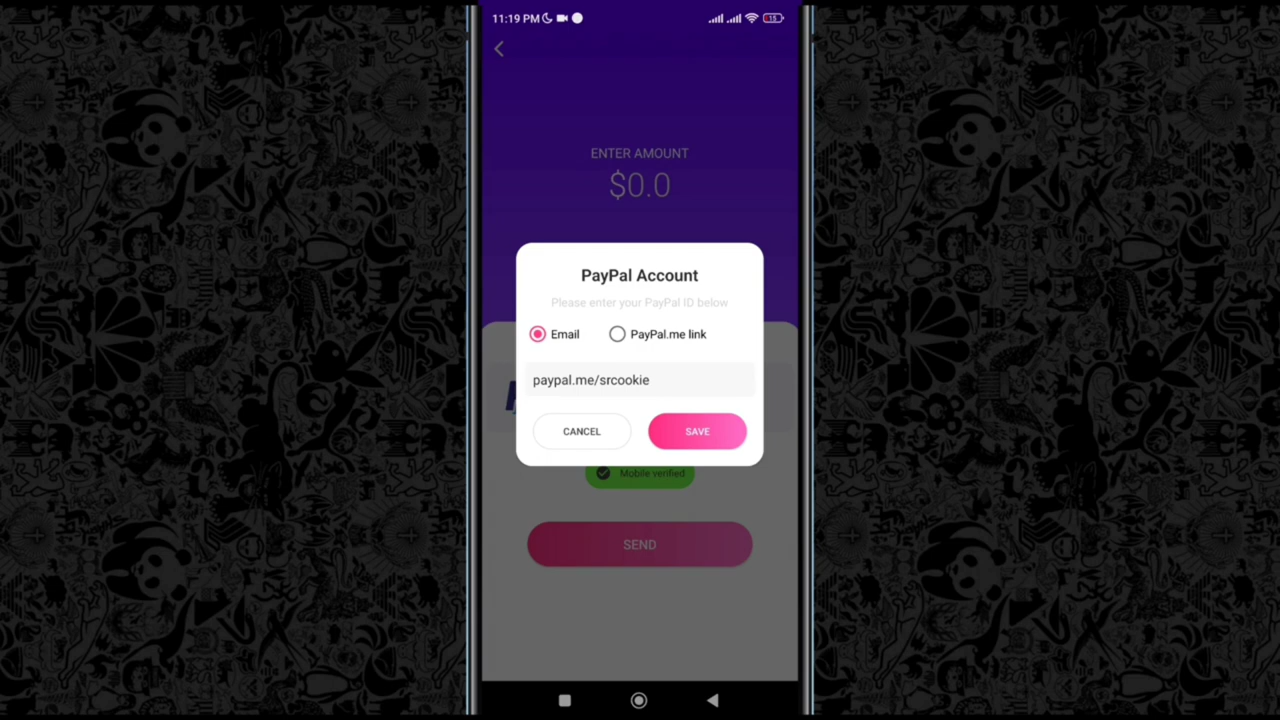 11:19 PM
15
ENTER AMOUNT
$0.0
PayPal Account
Please enter your PayPal ID below
Email
PayPal.me link
paypal.me/srcookie
CANCEL
SAVE
Mobile verified
SEND